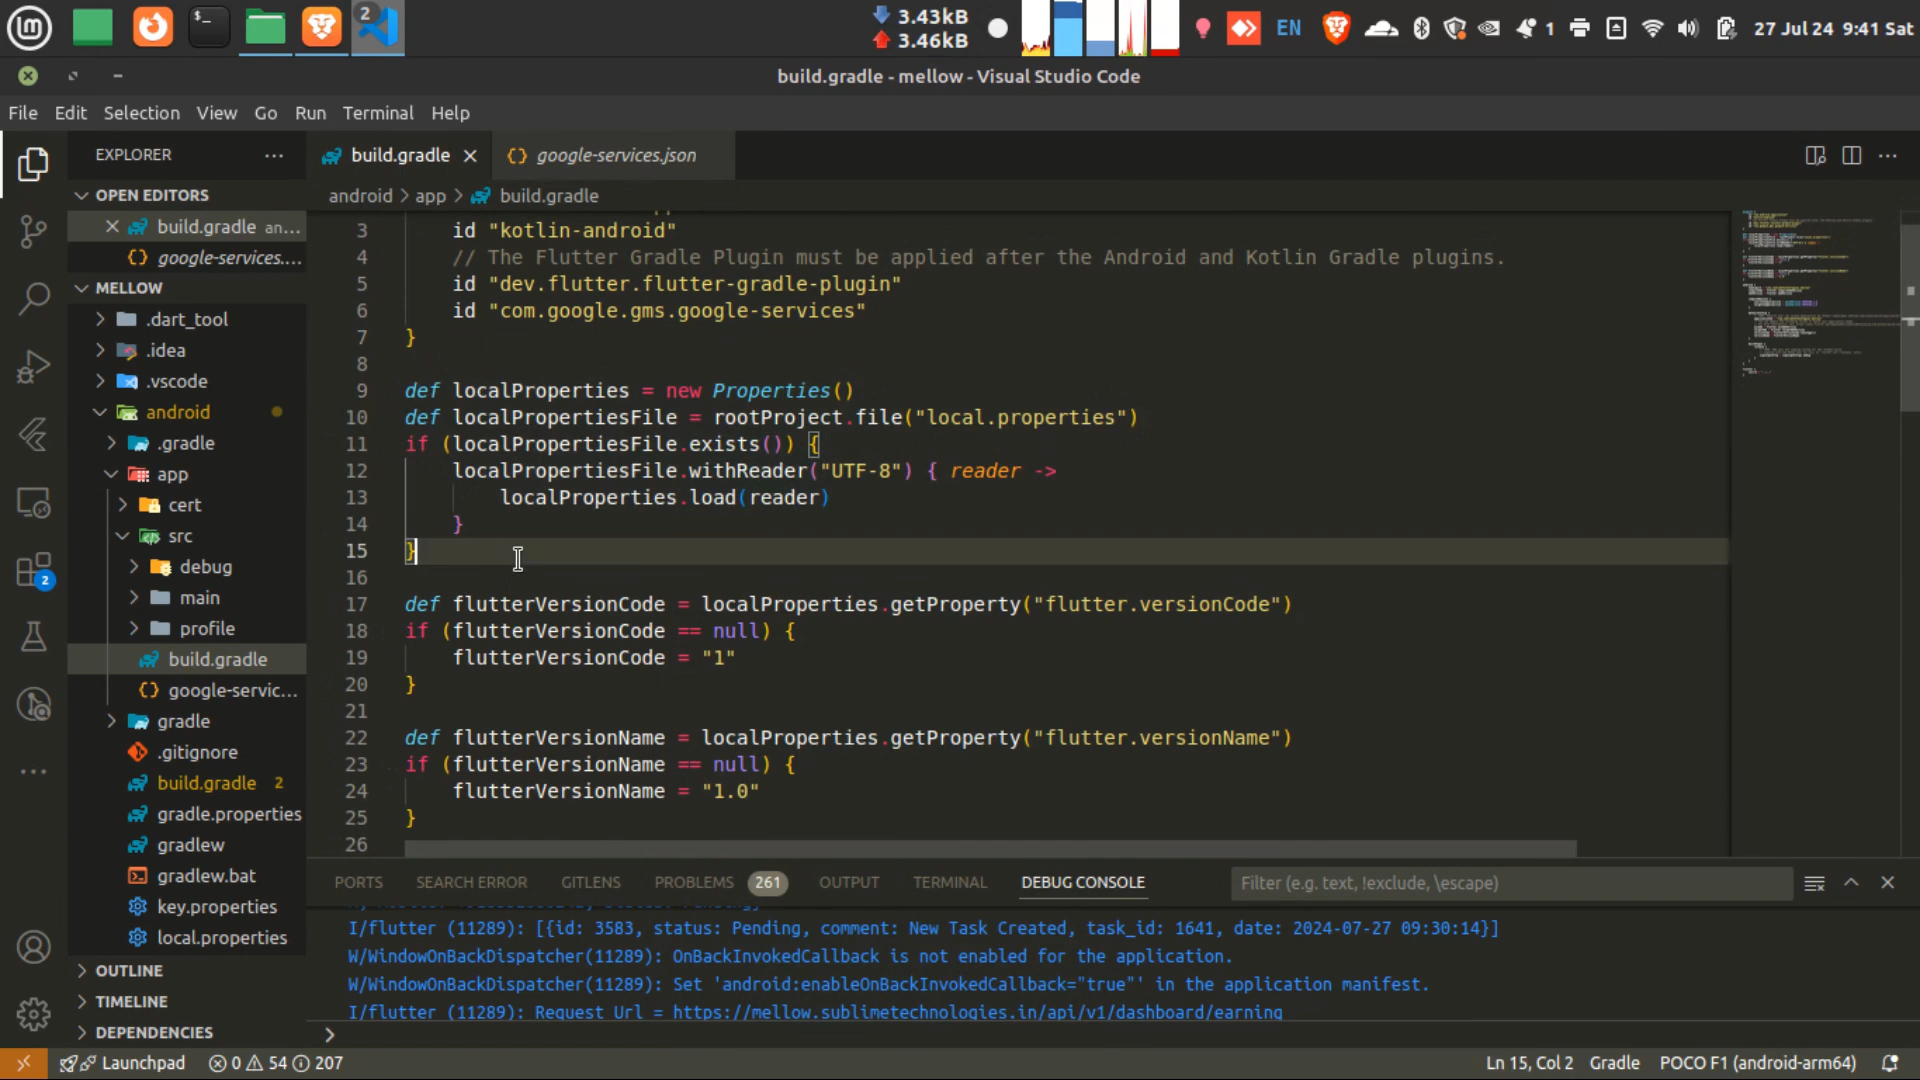 2
3.43kB
3.46kB
EN
1
27 Jul 24 9:41 Sat
build.gradle - mellow - Visual Studio Code
File Edit Selection View Go Run Terminal Help
EXPLORER
OPEN EDITORS
build.gradle an...
google-services....
MELLOW
.dart_tool
.idea
.vscode
android
.gradle
app
cert
src
debug
main
profile
build.gradle
google-servic...
gradle
.gitignore
build.gradle 2
gradle.properties
gradlew
gradlew.bat
key.properties
local.properties
OUTLINE
TIMELINE
DEPENDENCIES
2
build.gradle
google-services.json
android > app > build.gradle
3 id "kotlin-android"
4 // The Flutter Gradle Plugin must be applied after the Android and Kotlin Gradle plugins.
5 id "dev.flutter.flutter-gradle-plugin"
6 id "com.google.gms.google-services"
7 }
8
9 def localProperties = new Properties()
10 def localPropertiesFile = rootProject.file("local.properties")
11 if (localPropertiesFile.exists()) {
12 localPropertiesFile.withReader("UTF-8") { reader ->
13 localProperties.load(reader)
14 }
15 }
16
17 def flutterVersionCode = localProperties.getProperty("flutter.versionCode")
18 if (flutterVersionCode == null) {
19 flutterVersionCode = "1"
20 }
21
22 def flutterVersionName = localProperties.getProperty("flutter.versionName")
23 if (flutterVersionName == null) {
24 flutterVersionName = "1.0"
25 }
26
PORTS SEARCH ERROR GITLENS PROBLEMS 261 OUTPUT TERMINAL DEBUG CONSOLE Filter (e.g. text, !exclude, \escape)
I/flutter (11289): [{id: 3583, status: Pending, comment: New Task Created, task_id: 1641, date: 2024-07-27 09:30:14}]
W/WindowOnBackDispatcher(11289): OnBackInvokedCallback is not enabled for the application.
W/WindowOnBackDispatcher(11289): Set 'android:enableOnBackInvokedCallback="true"' in the application manifest.
I/flutter (11289): Request Url = https://mellow.sublimetechnologies.in/api/v1/dashboard/earning
Launchpad 0 54 207 Ln 15, Col 2 Gradle POCO F1 (android-arm64)